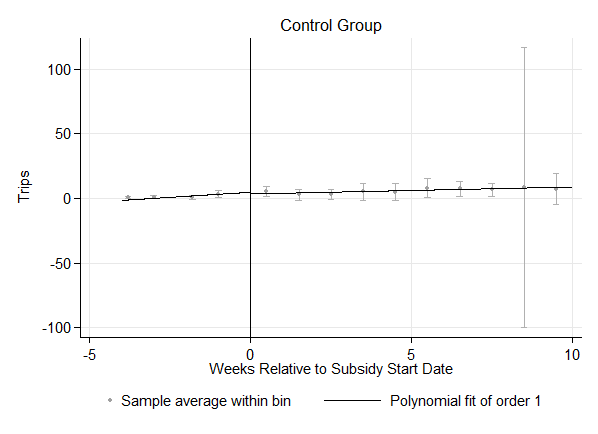 Control Group
100
50
0
-50
-100
Trips
-5
0
5
10
Weeks Relative to Subsidy Start Date
Sample average within bin
Polynomial fit of order 1